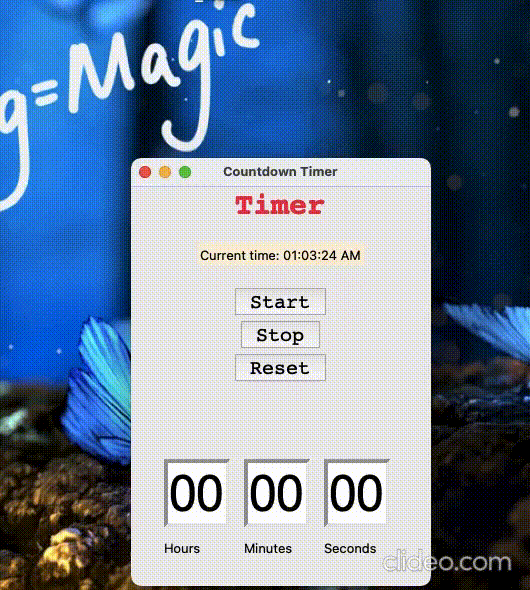 g=Magic
Countdown Timer
Timer
Current time: 01:03:24 AM
Start
Stop
Reset
00 00 00
Hours Minutes Seconds
clideo.com